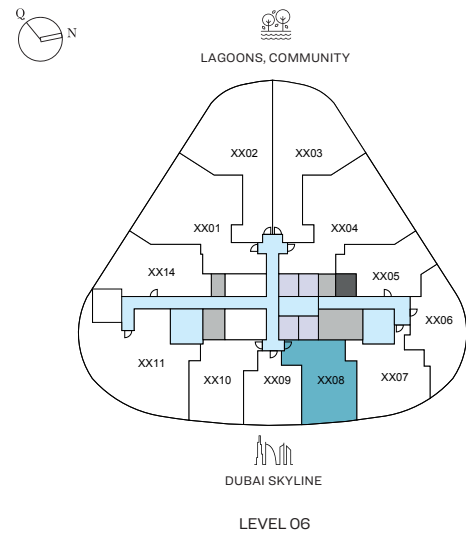 Q
N
LAGOONS, COMMUNITY
XX02 XX03
XX01 XX04
XX14 XX05
XX06
XX11 XX10 XX09 XX08 XX07
DUBAI SKYLINE
LEVEL 06